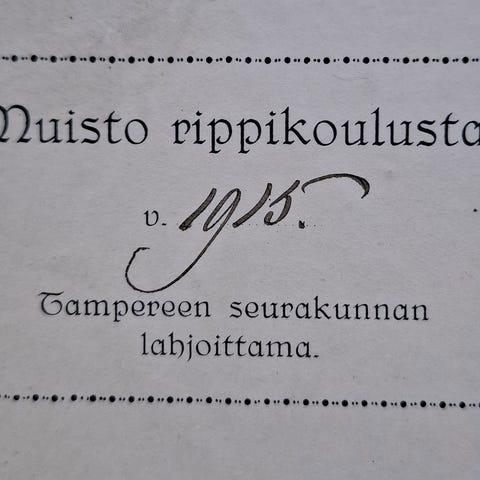 Muisto rippikoulusta
v. 1915.
Tampereen seurakunnan
lahjoittama.